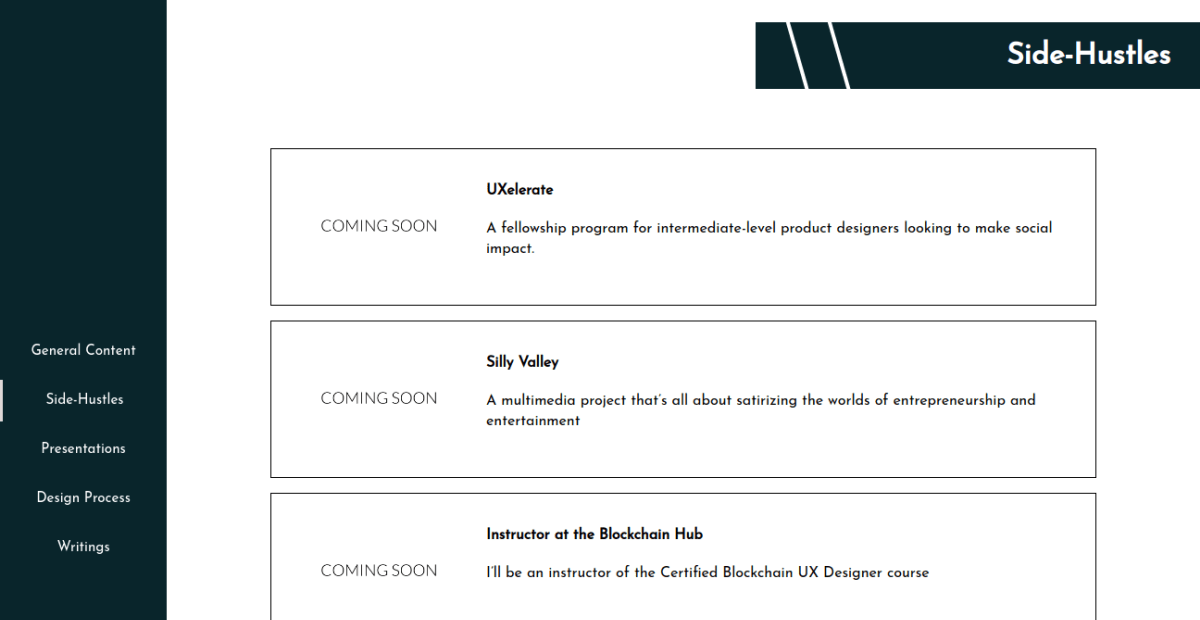 Side-Hustles
General Content
Side-Hustles
Presentations
Design Process
Writings
COMING SOON
UXelerate
A fellowship program for intermediate-level product designers looking to make social
impact.
COMING SOON
Silly Valley
A multimedia project that's all about satirizing the worlds of entrepreneurship and
entertainment
COMING SOON
Instructor at the Blockchain Hub
I'll be an instructor of the Certified Blockchain UX Designer course